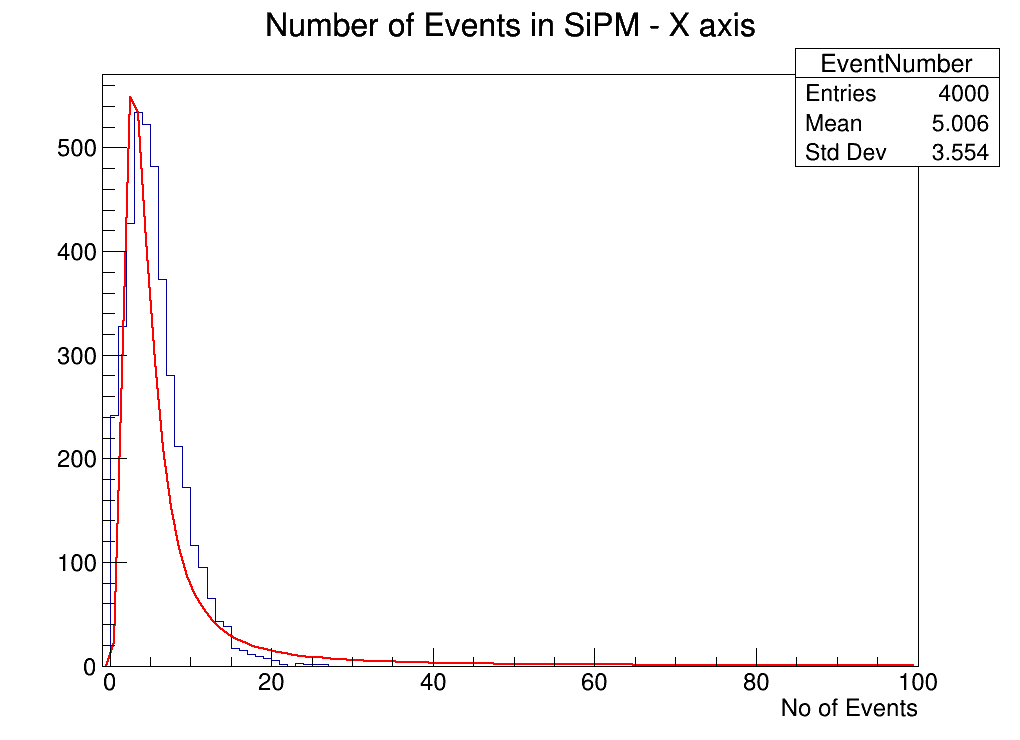 Number of Events in SiPM - X axis
EventNumber
Entries 4000
Mean 5.006
Std Dev 3.554
500
400
300
200
100
0
0 20 40 60 80 100
No of Events